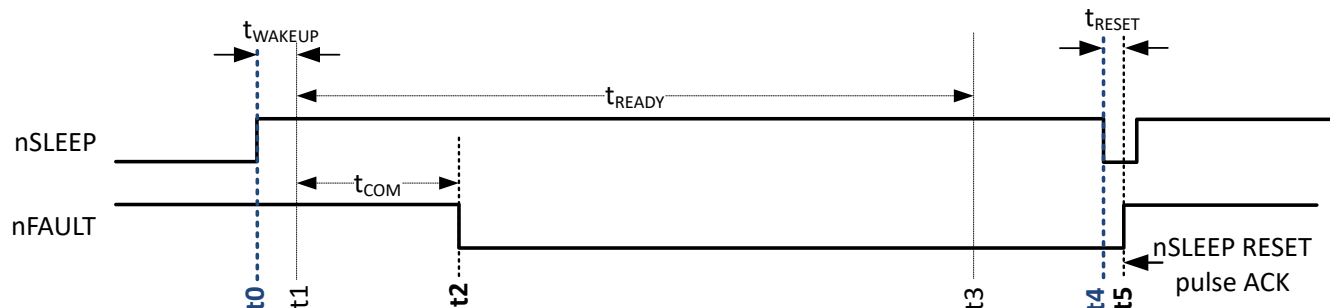 tWAKEUP
tRESET
tREADY
nSLEEP
tCOM
nFAULT
nSLEEP RESET
pulse ACK
t0
t1
t2
t3
t4
t5